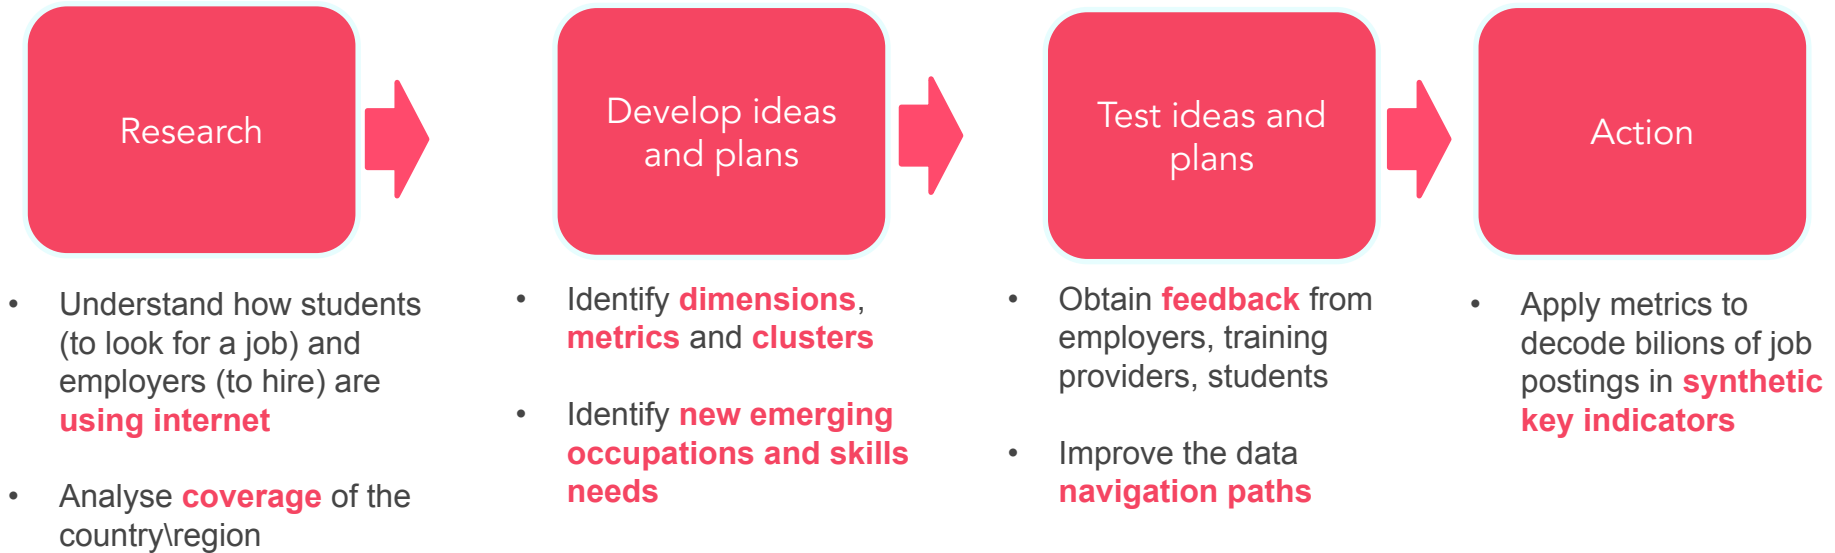 Research
Develop ideas
and plans
Test ideas and
plans
Action
• Understand how students
(to look for a job) and
employers (to hire) are
using internet
• Analyse coverage of the
country\region
• Identify dimensions,
metrics and clusters
• Identify new emerging
occupations and skills
needs
• Obtain feedback from
employers, training
providers, students
• Improve the data
navigation paths
• Apply metrics to
decode bilions of job
postings in synthetic
key indicators